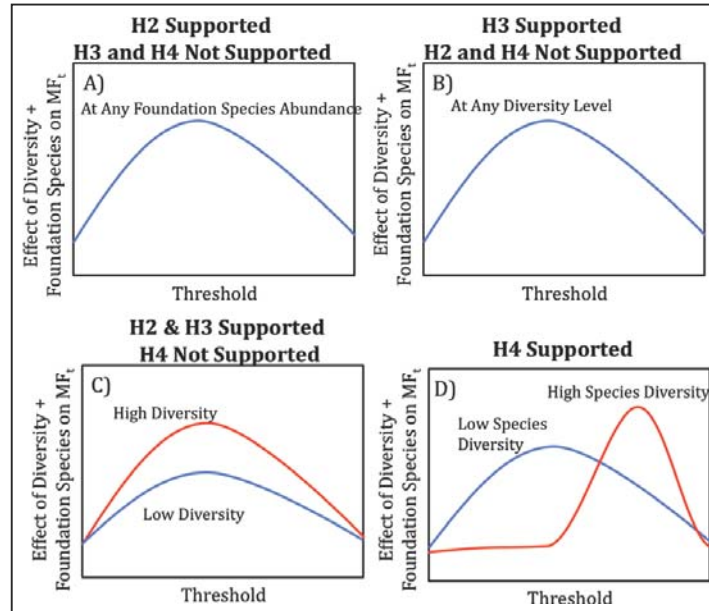 H2 Supported
H3 and H4 Not Supported
A)
At Any Foundation Species Abundance
Effect of Diversity +
Foundation Species on MFt
Threshold
H3 Supported
H2 and H4 Not Supported
B)
At Any Diversity Level
Effect of Diversity +
Foundation Species on MFt
Threshold
H2 & H3 Supported
H4 Not Supported
C)
High Diversity
Low Diversity
Effect of Diversity +
Foundation Species on MFt
Threshold
H4 Supported
D)
High Species Diversity
Low Species
Diversity
Effect of Diversity +
Foundation Species on MFt
Threshold